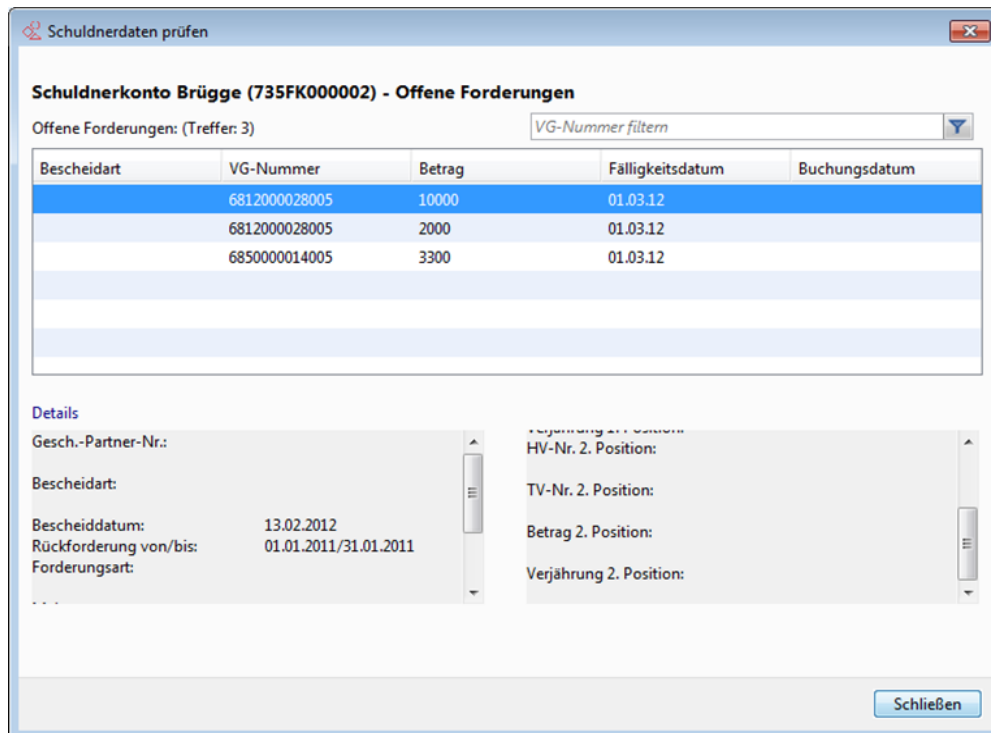 Schuldnerdaten prüfen
Schuldnerkonto Brügge (735FK000002) - Offene Forderungen
Offene Forderungen: (Treffer: 3)
VG-Nummer filtern
Bescheidart VG-Nummer Betrag Fälligkeitsdatum Buchungsdatum
6812000028005 10000 01.03.12
6812000028005 2000 01.03.12
6850000014005 3300 01.03.12
Details
Gesch.-Partner-Nr.:
Bescheidart:
Bescheiddatum: 13.02.2012
Rückforderung von/bis: 01.01.2011/31.01.2011
Forderungsart:
HV-Nr. 2. Position:
TV-Nr. 2. Position:
Betrag 2. Position:
Verjährung 2. Position:
Schließen